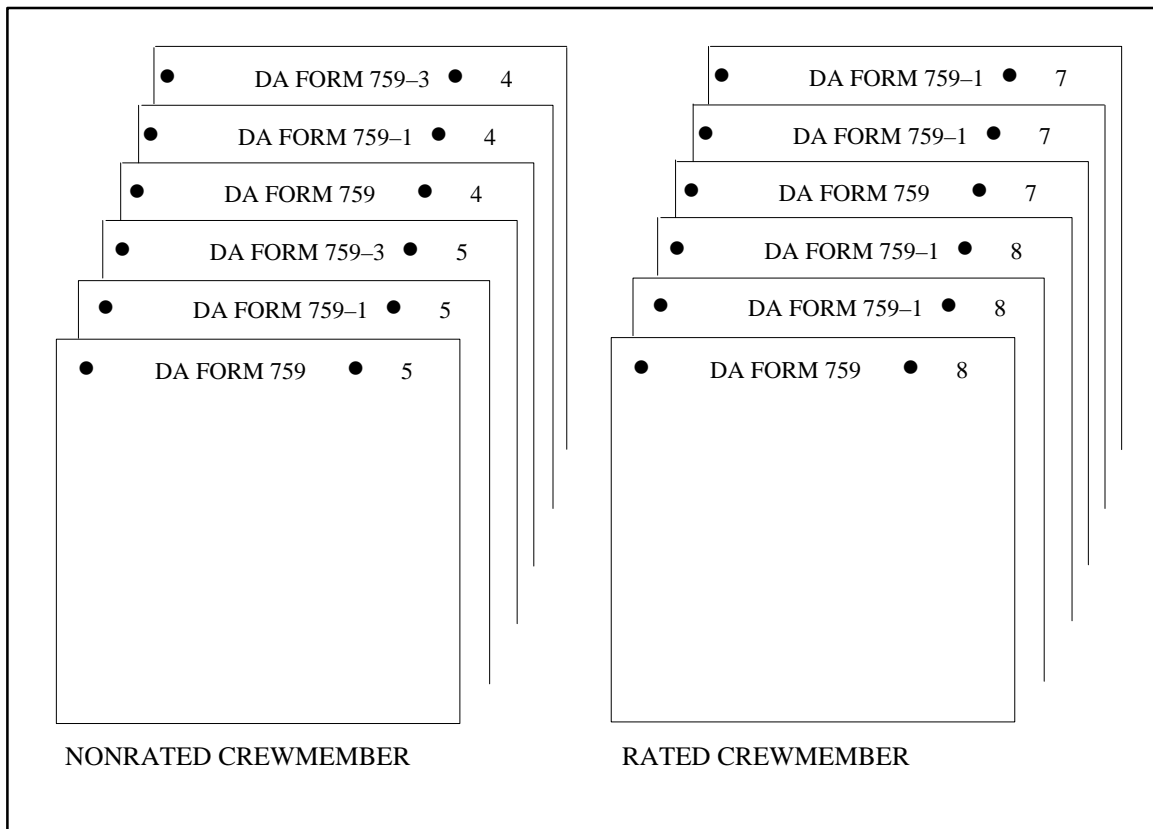 DA FORM 759–3 4
DA FORM 759–1 4
DA FORM 759 4
DA FORM 759–3 5
DA FORM 759–1 5
DA FORM 759 5
NONRATED CREWMEMBER
DA FORM 759–1 7
DA FORM 759–1 7
DA FORM 759 7
DA FORM 759–1 8
DA FORM 759–1 8
DA FORM 759 8
RATED CREWMEMBER